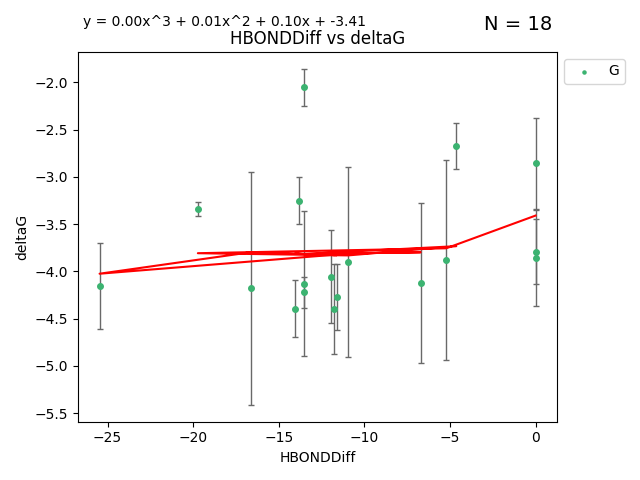 y = 0.00x^3 + 0.01x^2 + 0.10x + -3.41
N = 18
HBONDDiff vs deltaG
G
−2.0
−2.5
−3.0
−3.5
−4.0
−4.5
−5.0
−5.5
deltaG
−25 −20 −15 −10 −5 0
HBONDDiff